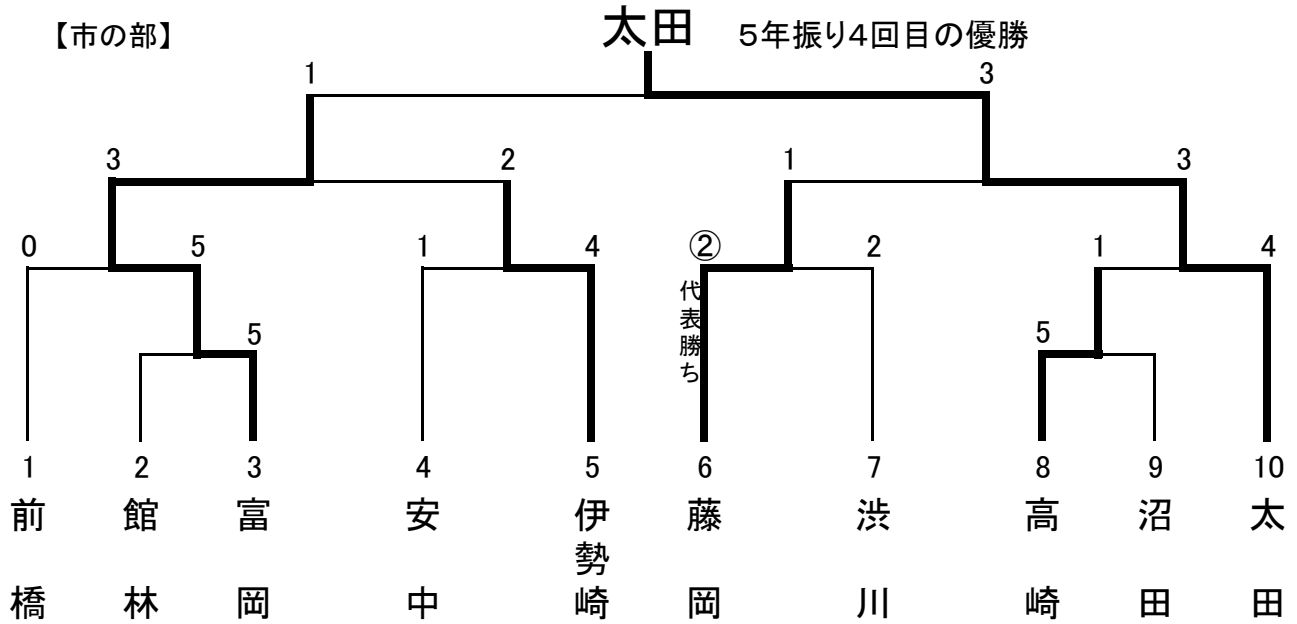 【市の部】
太田 5年振り4回目の優勝
1 3
3 2 1 3
0 5 1 4 ② 2 1 4
代表勝ち
5 5
1 2 3 4 5 6 7 8 9 10
前橋
館林
富岡
安中
伊勢崎
藤岡
渋川
高崎
沼田
太田